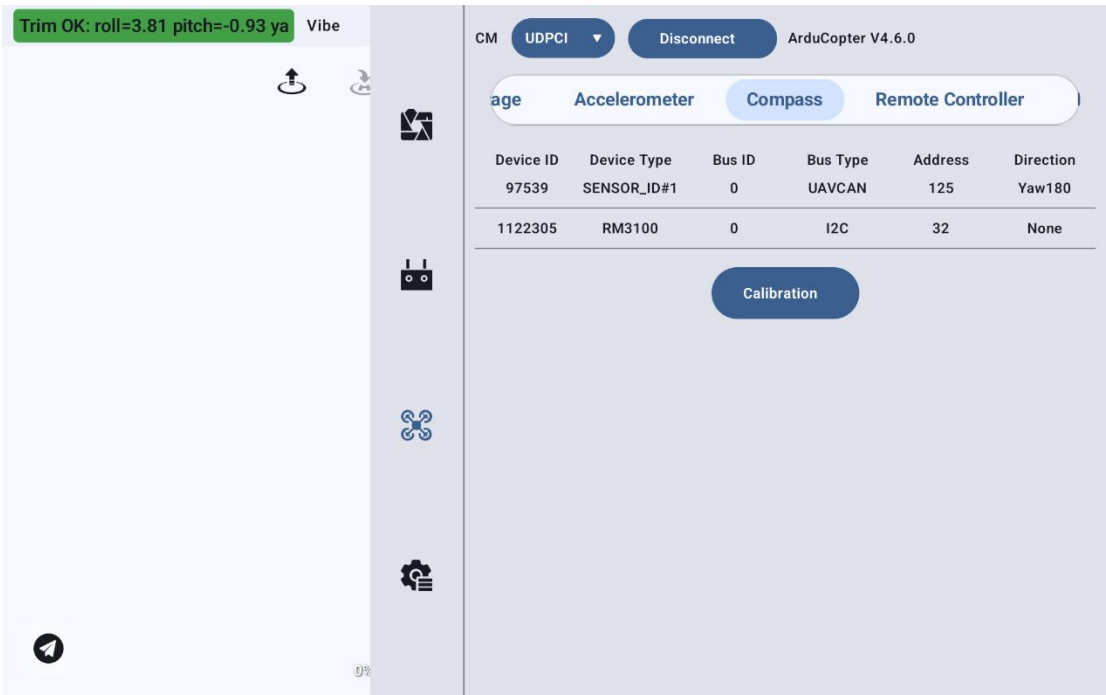 Trim OK: roll=3.81 pitch=-0.93 ya Vibe
CM UDPCI Disconnect ArduCopter V4.6.0
age Accelerometer Compass Remote Controller
Device ID Device Type Bus ID Bus Type Address Direction
97539 SENSOR_ID#1 0 UAVCAN 125 Yaw180
1122305 RM3100 0 I2C 32 None
Calibration
0%